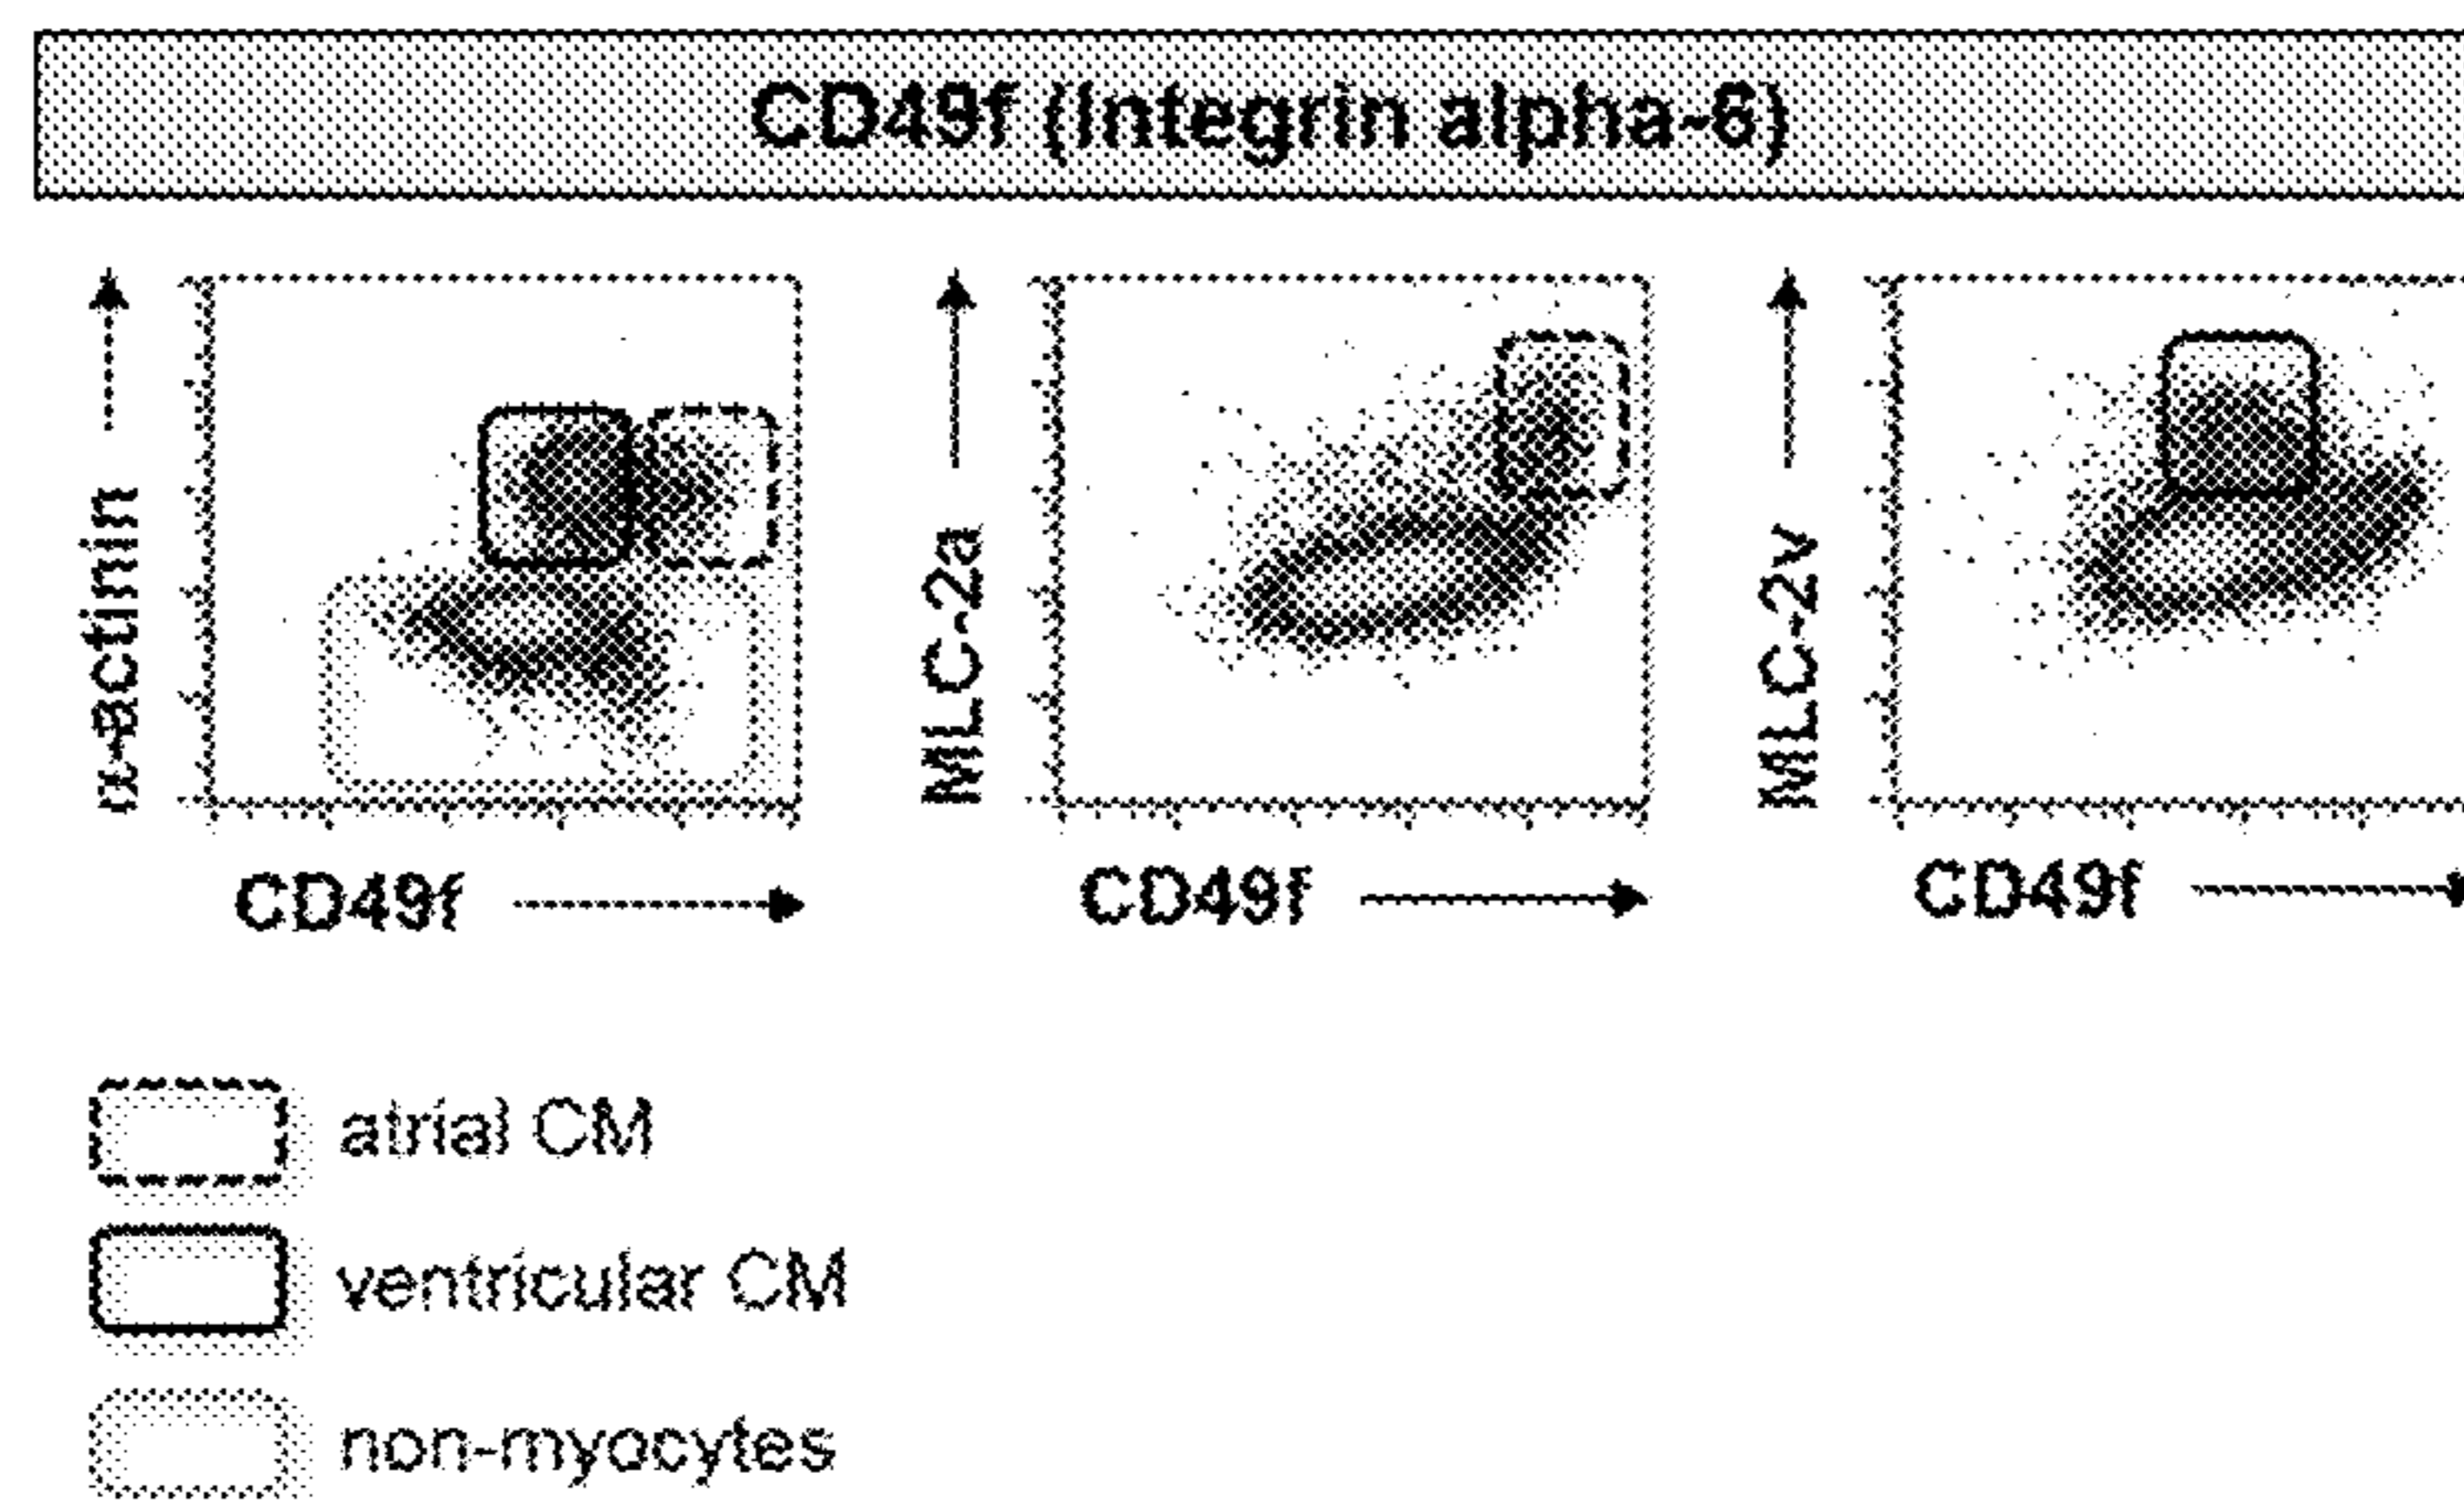 CD49f (Integrin alpha-6)
α-actinin
MLC-2a
MLC-2v
CD49f
CD49f
CD49f
atrial CM
ventricular CM
non-myocytes